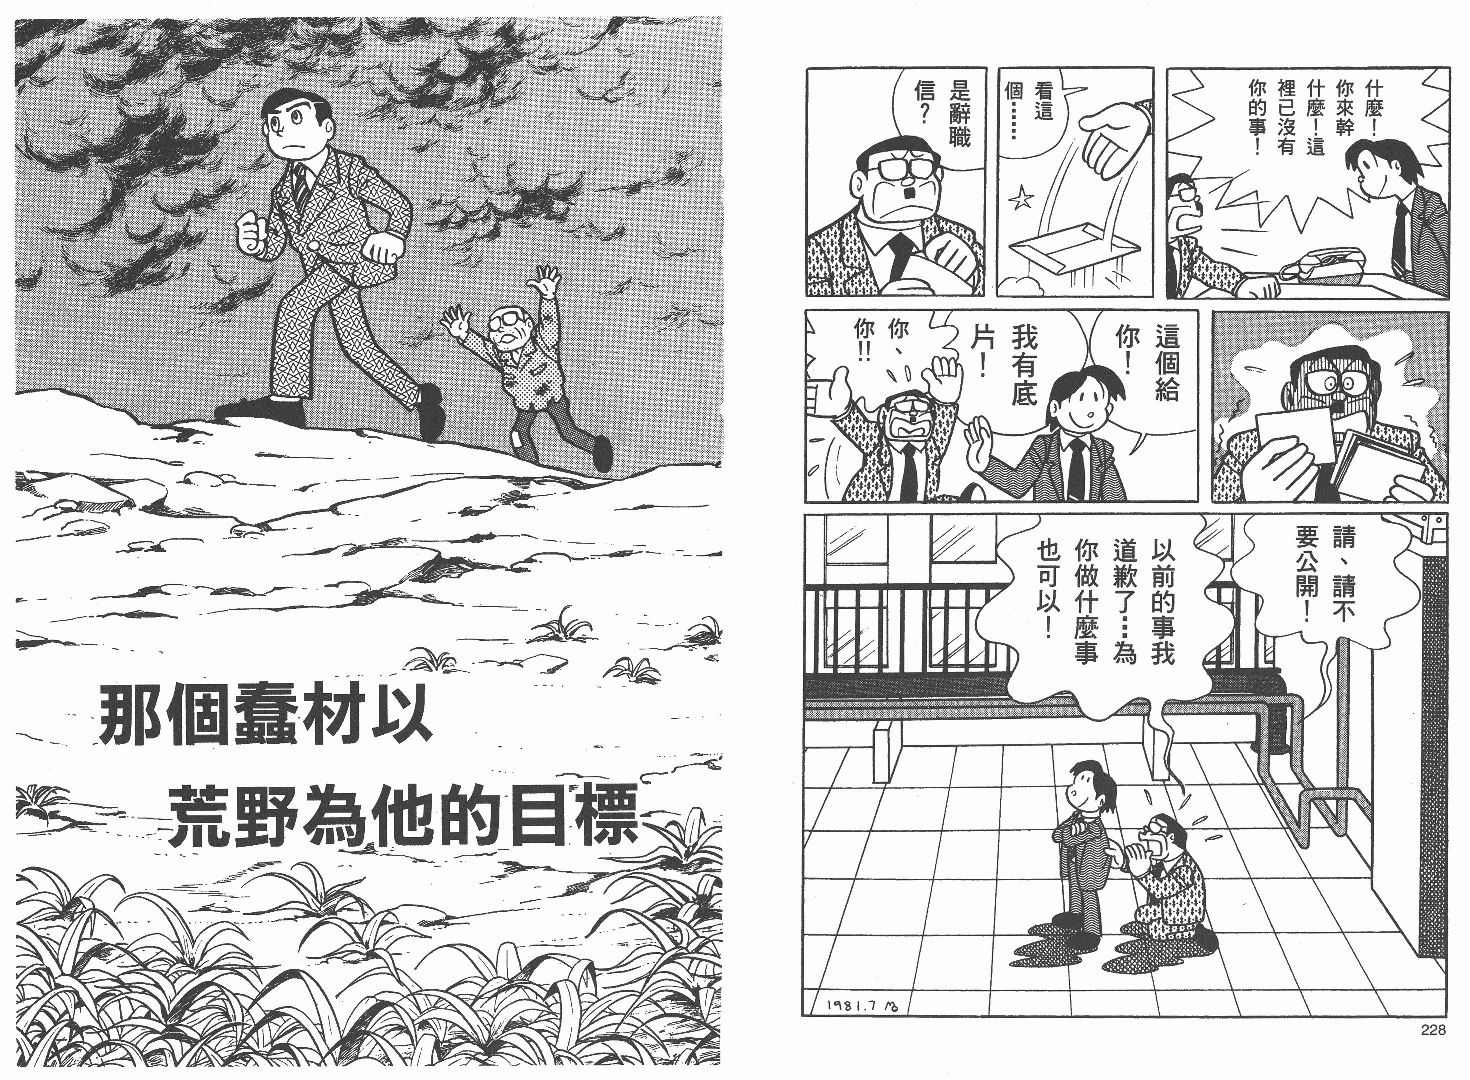 什麼!
你來幹
什麼!這
裡已沒有
你的事!
看這
個……
是辭職
信?
這個給
你!
我有底
片!
你、
你!!
請、請不
要公開!
以前的事我
道歉了…為
你做什麼事
也可以!
1981.7
228
那個蠢材以
荒野為他的目標